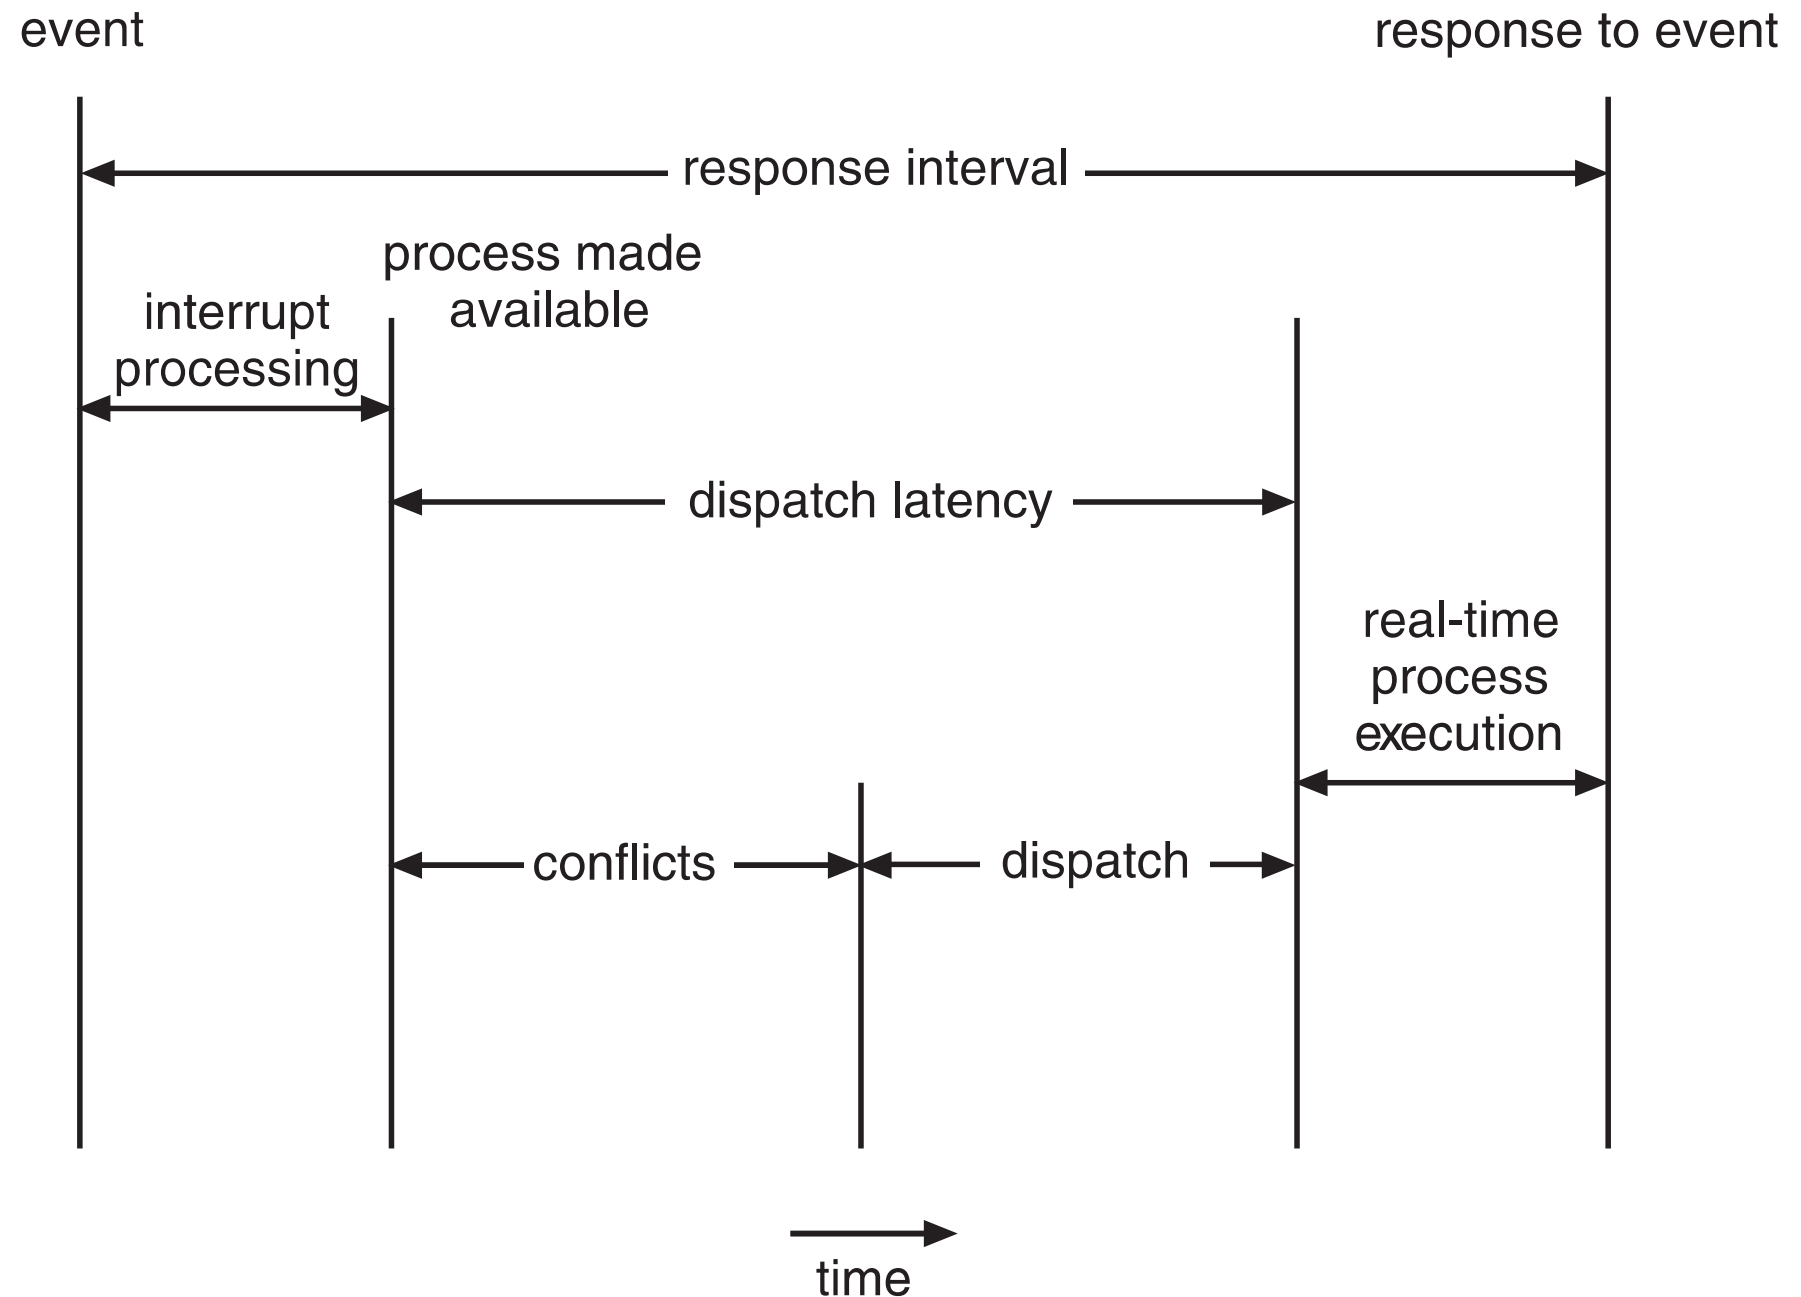 event
response to event
response interval
process made
available
interrupt
processing
dispatch latency
real-time
process
execution
conflicts
dispatch
time